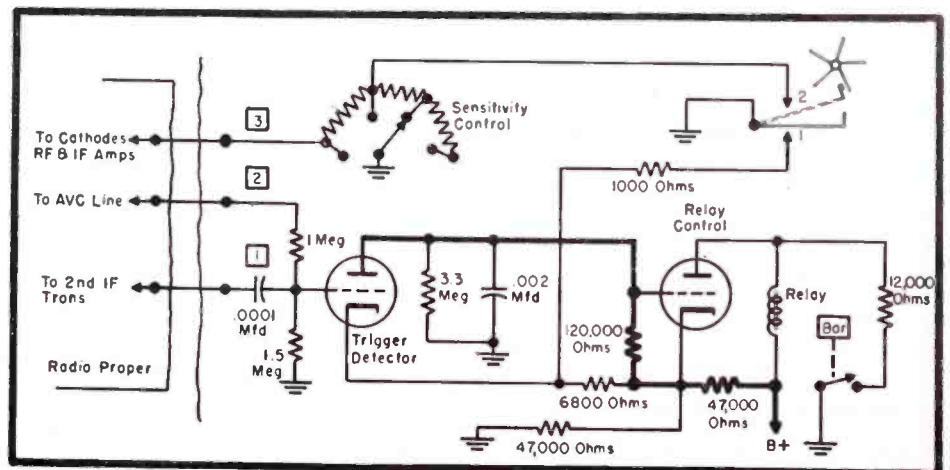 3
To Cathodes
RF & IF Amps
Sensitivity
Control
2
1
2
To AVC Line
1000 Ohms
Relay
Control
1 Meg
1
To 2nd IF
Trans
.0001
Mfd
3.3
Meg
.002
Mfd
Relay
12,000
Ohms
Bar
120,000
Ohms
Trigger
Detector
1.5
Meg
Radio Proper
6800 Ohms
47,000
Ohms
47,000 Ohms
B+